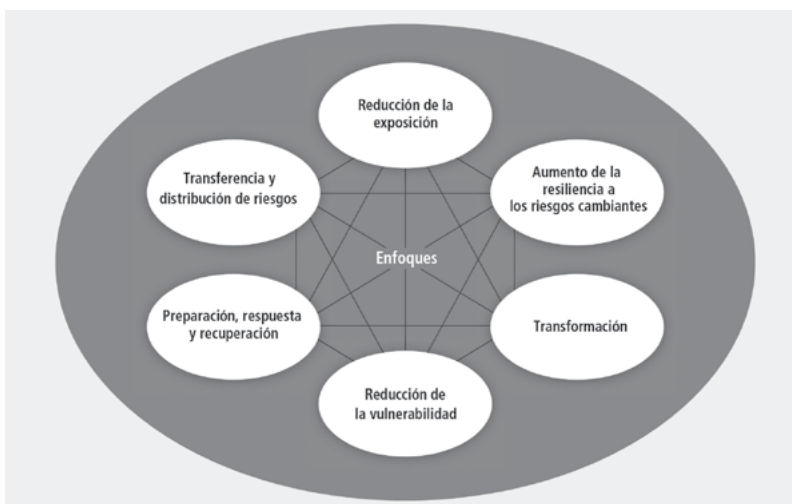 Reducción de la
exposición
Transferencia y
distribución de riesgos
Aumento de la
resiliencia a
los riesgos cambiantes
Enfoques
Preparación, respuesta
y recuperación
Transformación
Reducción de
la vulnerabilidad